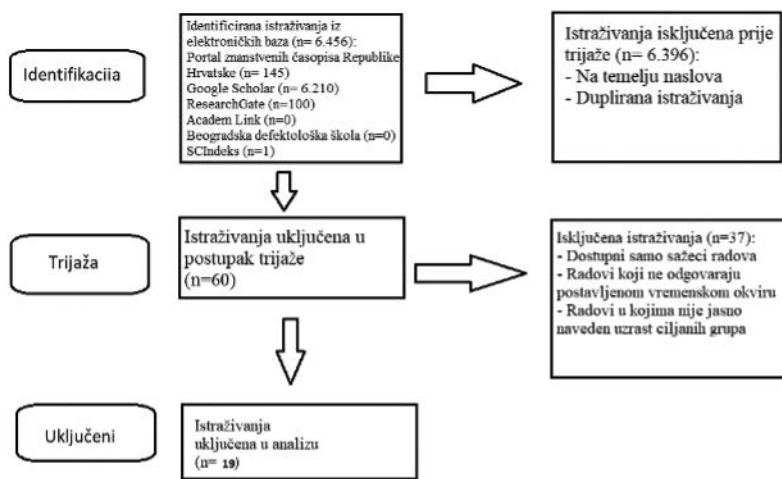 Identifikaciia
Identificirana istraživanja iz
elektroničkih baza (n= 6.456):
Portal znanstvenih časopisa Republike
Hrvatske (n= 145)
Google Scholar (n= 6.210)
ResearchGate (n=100)
Academ Link (n=0)
Beogradska defektološka škola (n=0)
SCIndeks (n=1)
Istraživanja isključena prije
trijaže (n= 6.396):
- Na temelju naslova
- Duplirana istraživanja
Trijaža
Istraživanja uključena u
postupak trijaže
(n=60)
Isključena istraživanja (n=37):
- Dostupni samo sažeci radova
- Radovi koji ne odgovaraju
postavljenom vremenskom okviru
- Radovi u kojima nije jasno
naveden uzrast ciljanih grupa
Uključeni
Istraživanja
uključena u analizu
(n= 19)